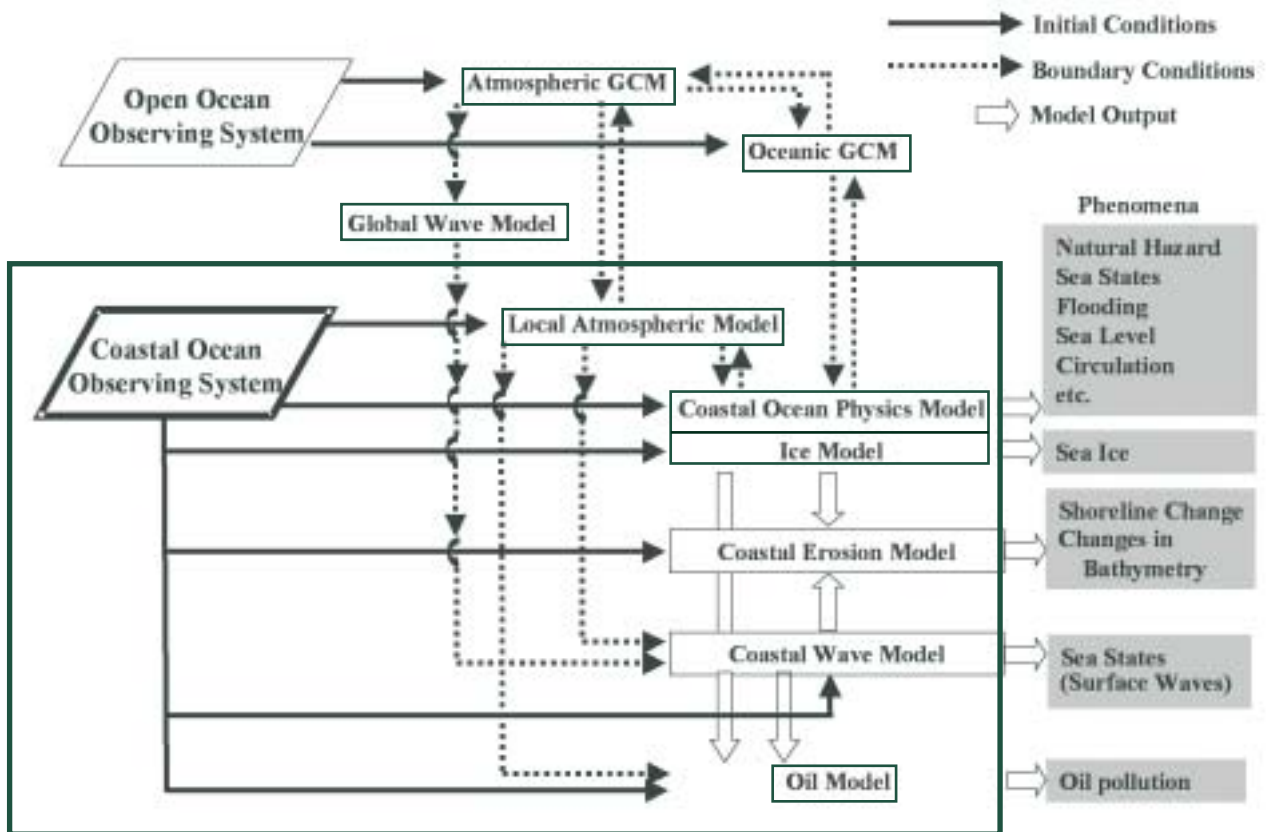 Initial Conditions
Boundary Conditions
Model Output
Open Ocean
Observing System
Atmospheric GCM
Oceanic GCM
Global Wave Model
Phenomena
Natural Hazard
Sea States
Flooding
Sea Level
Circulation
etc.
Coastal Ocean
Observing System
Local Atmospheric Model
Coastal Ocean Physics Model
Ice Model
Sea Ice
Coastal Erosion Model
Shoreline Change
Changes in
Bathymetry
Coastal Wave Model
Sea States
(Surface Waves)
Oil Model
Oil pollution